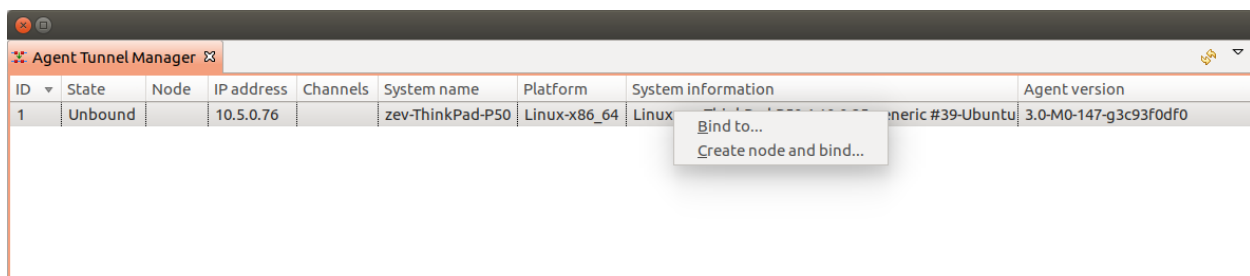 Agent Tunnel Manager
ID State Node IP address Channels System name Platform System information Agent version
1 Unbound 10.5.0.76 zev-ThinkPad-P50 Linux-x86_64 Linux generic #39-Ubuntu 3.0-M0-147-g3c93f0df0
Bind to...
Create node and bind...